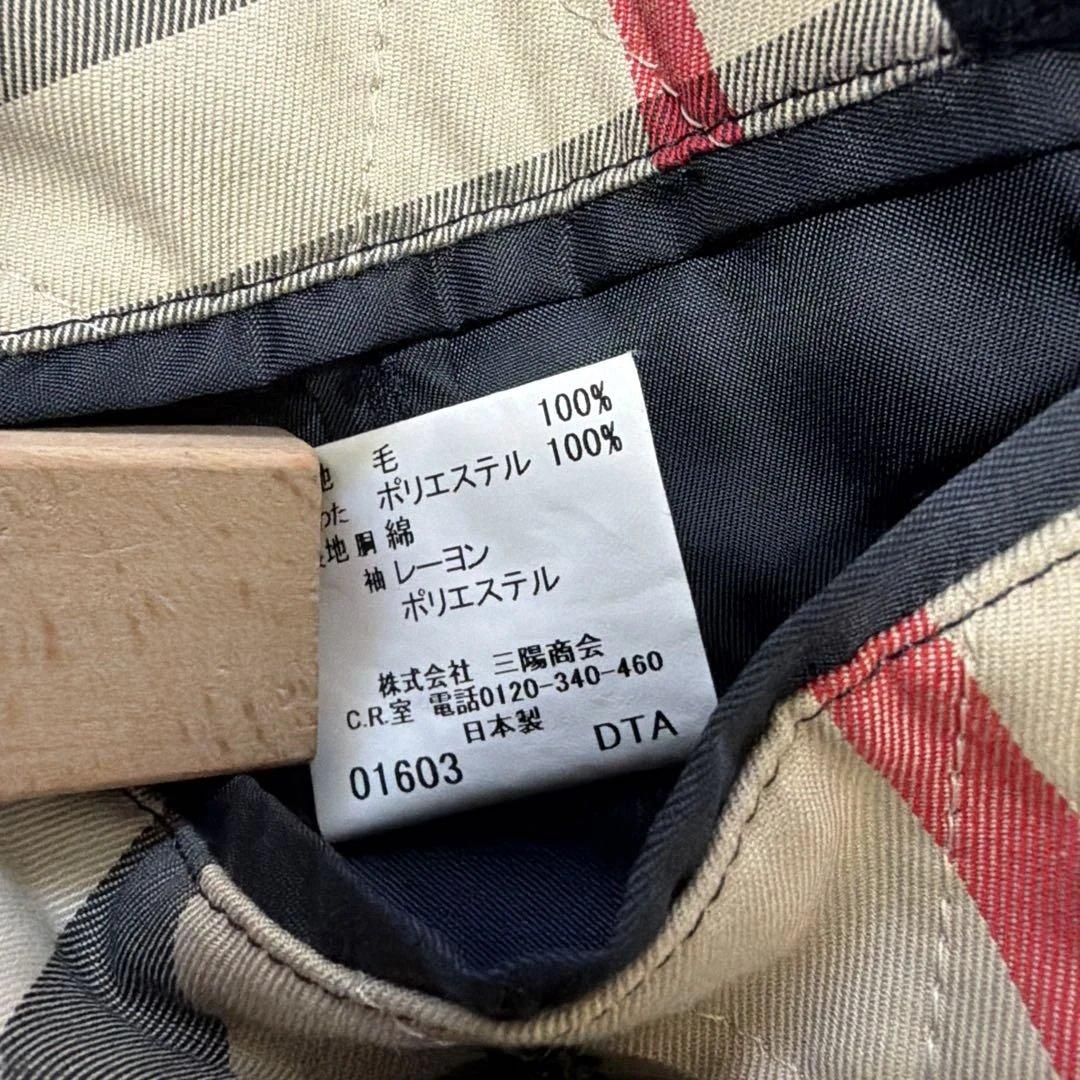 地 毛 100%
わた ポリエステル 100%
地 胴 綿
袖 レーヨン
ポリエステル
株式会社 三陽商会
C.R.室 電話0120-340-460
日本製
01603 DTA